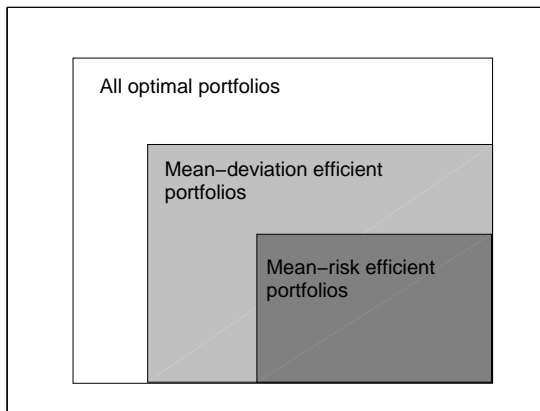 All optimal portfolios
Mean−deviation efficient
portfolios
Mean−risk efficient
portfolios